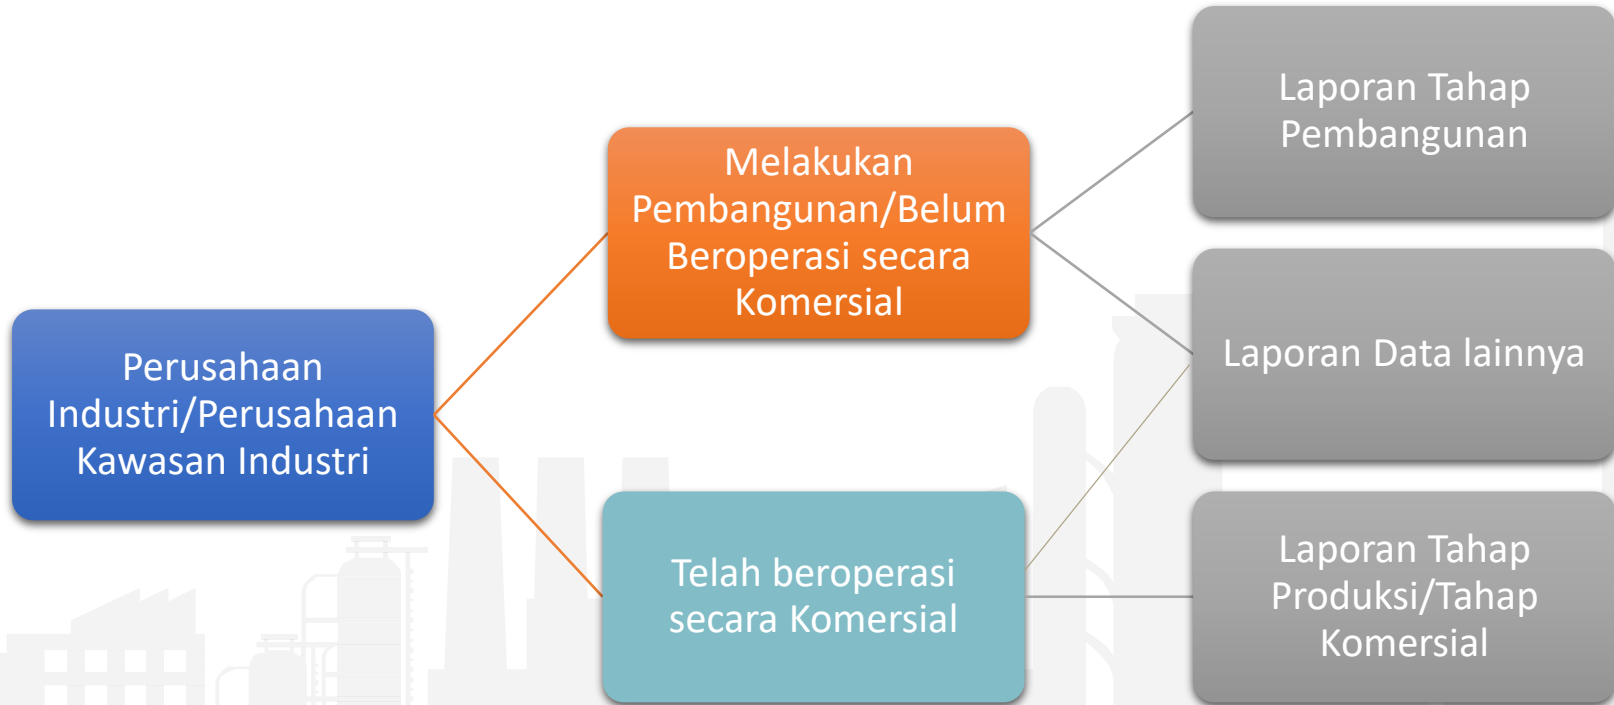 Perusahaan
Industri/Perusahaan
Kawasan Industri
Melakukan
Pembangunan/Belum
Beroperasi secara
Komersial
Telah beroperasi
secara Komersial
Laporan Tahap
Pembangunan
Laporan Data lainnya
Laporan Tahap
Produksi/Tahap
Komersial